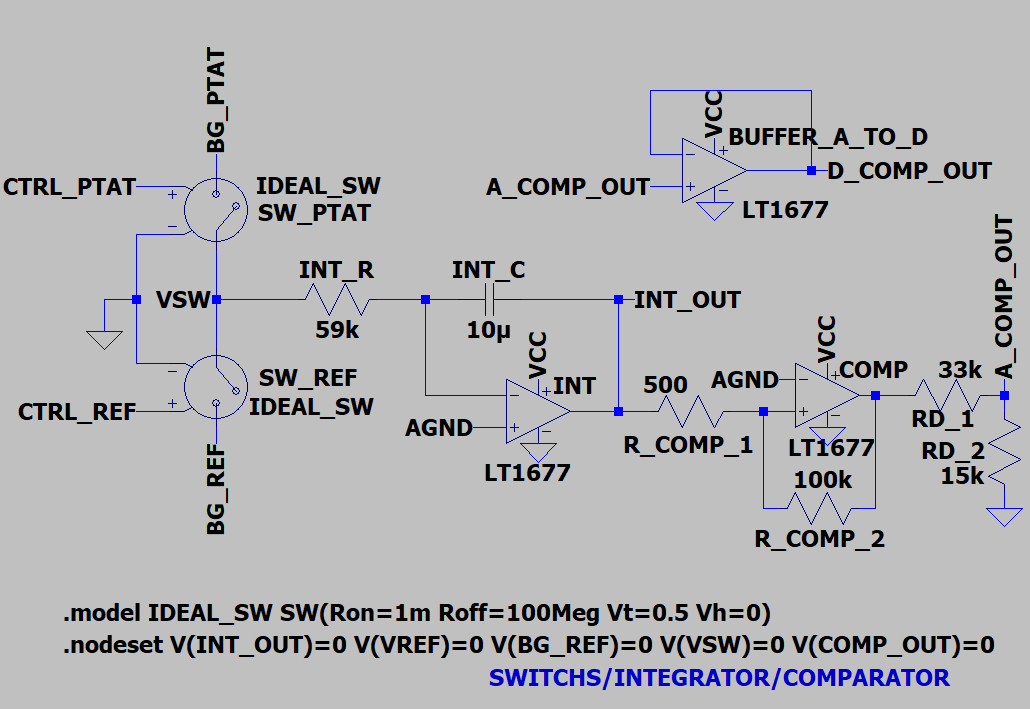 BG_PTAT
CTRL_PTAT
+
−
IDEAL_SW
SW_PTAT
VCC
BUFFER_A_TO_D
−
+
+
−
A_COMP_OUT
D_COMP_OUT
LT1677
VSW
INT_R
59k
INT_C
10µ
INT_OUT
A_COMP_OUT
−
+
CTRL_REF
SW_REF
IDEAL_SW
BG_REF
VCC
INT
−
+
+
−
AGND
LT1677
500
R_COMP_1
AGND
VCC
COMP
−
+
+
−
LT1677
100k
R_COMP_2
33k
RD_1
RD_2
15k
.model IDEAL_SW SW(Ron=1m Roff=100Meg Vt=0.5 Vh=0)
.nodeset V(INT_OUT)=0 V(VREF)=0 V(BG_REF)=0 V(VSW)=0 V(COMP_OUT)=0
SWITCHS/INTEGRATOR/COMPARATOR